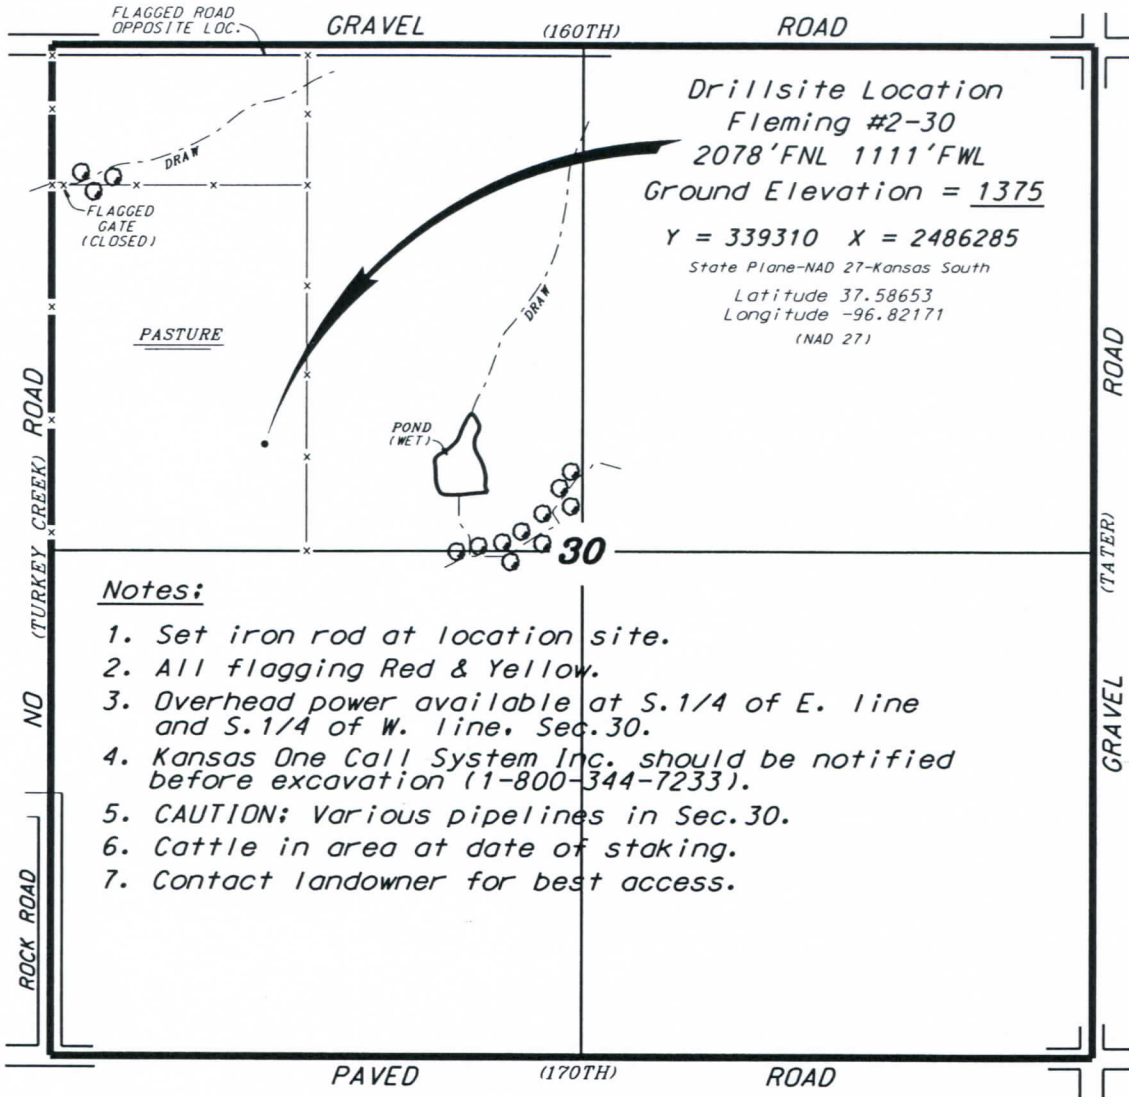 FLAGGED ROAD
OPPOSITE LOC.
GRAVEL (160TH) ROAD
Drillsite Location
Fleming #2-30
2078'FNL 1111'FWL
Ground Elevation = 1375
Y = 339310 X = 2486285
State Plane-NAD 27-Kansas South
Latitude 37.58653
Longitude -96.82171
(NAD 27)
DRAW
FLAGGED
GATE
(CLOSED)
PASTURE
DRAW
POND
(WET)
30
NO (TURKEY CREEK) ROAD
GRAVEL (TATER) ROAD
Notes:
1. Set iron rod at location site.
2. All flagging Red & Yellow.
3. Overhead power available at S.1/4 of E. line
and S.1/4 of W. line, Sec.30.
4. Kansas One Call System Inc. should be notified
before excavation (1-800-344-7233).
5. CAUTION: Various pipelines in Sec.30.
6. Cattle in area at date of staking.
7. Contact landowner for best access.
ROCK ROAD
PAVED (170TH) ROAD